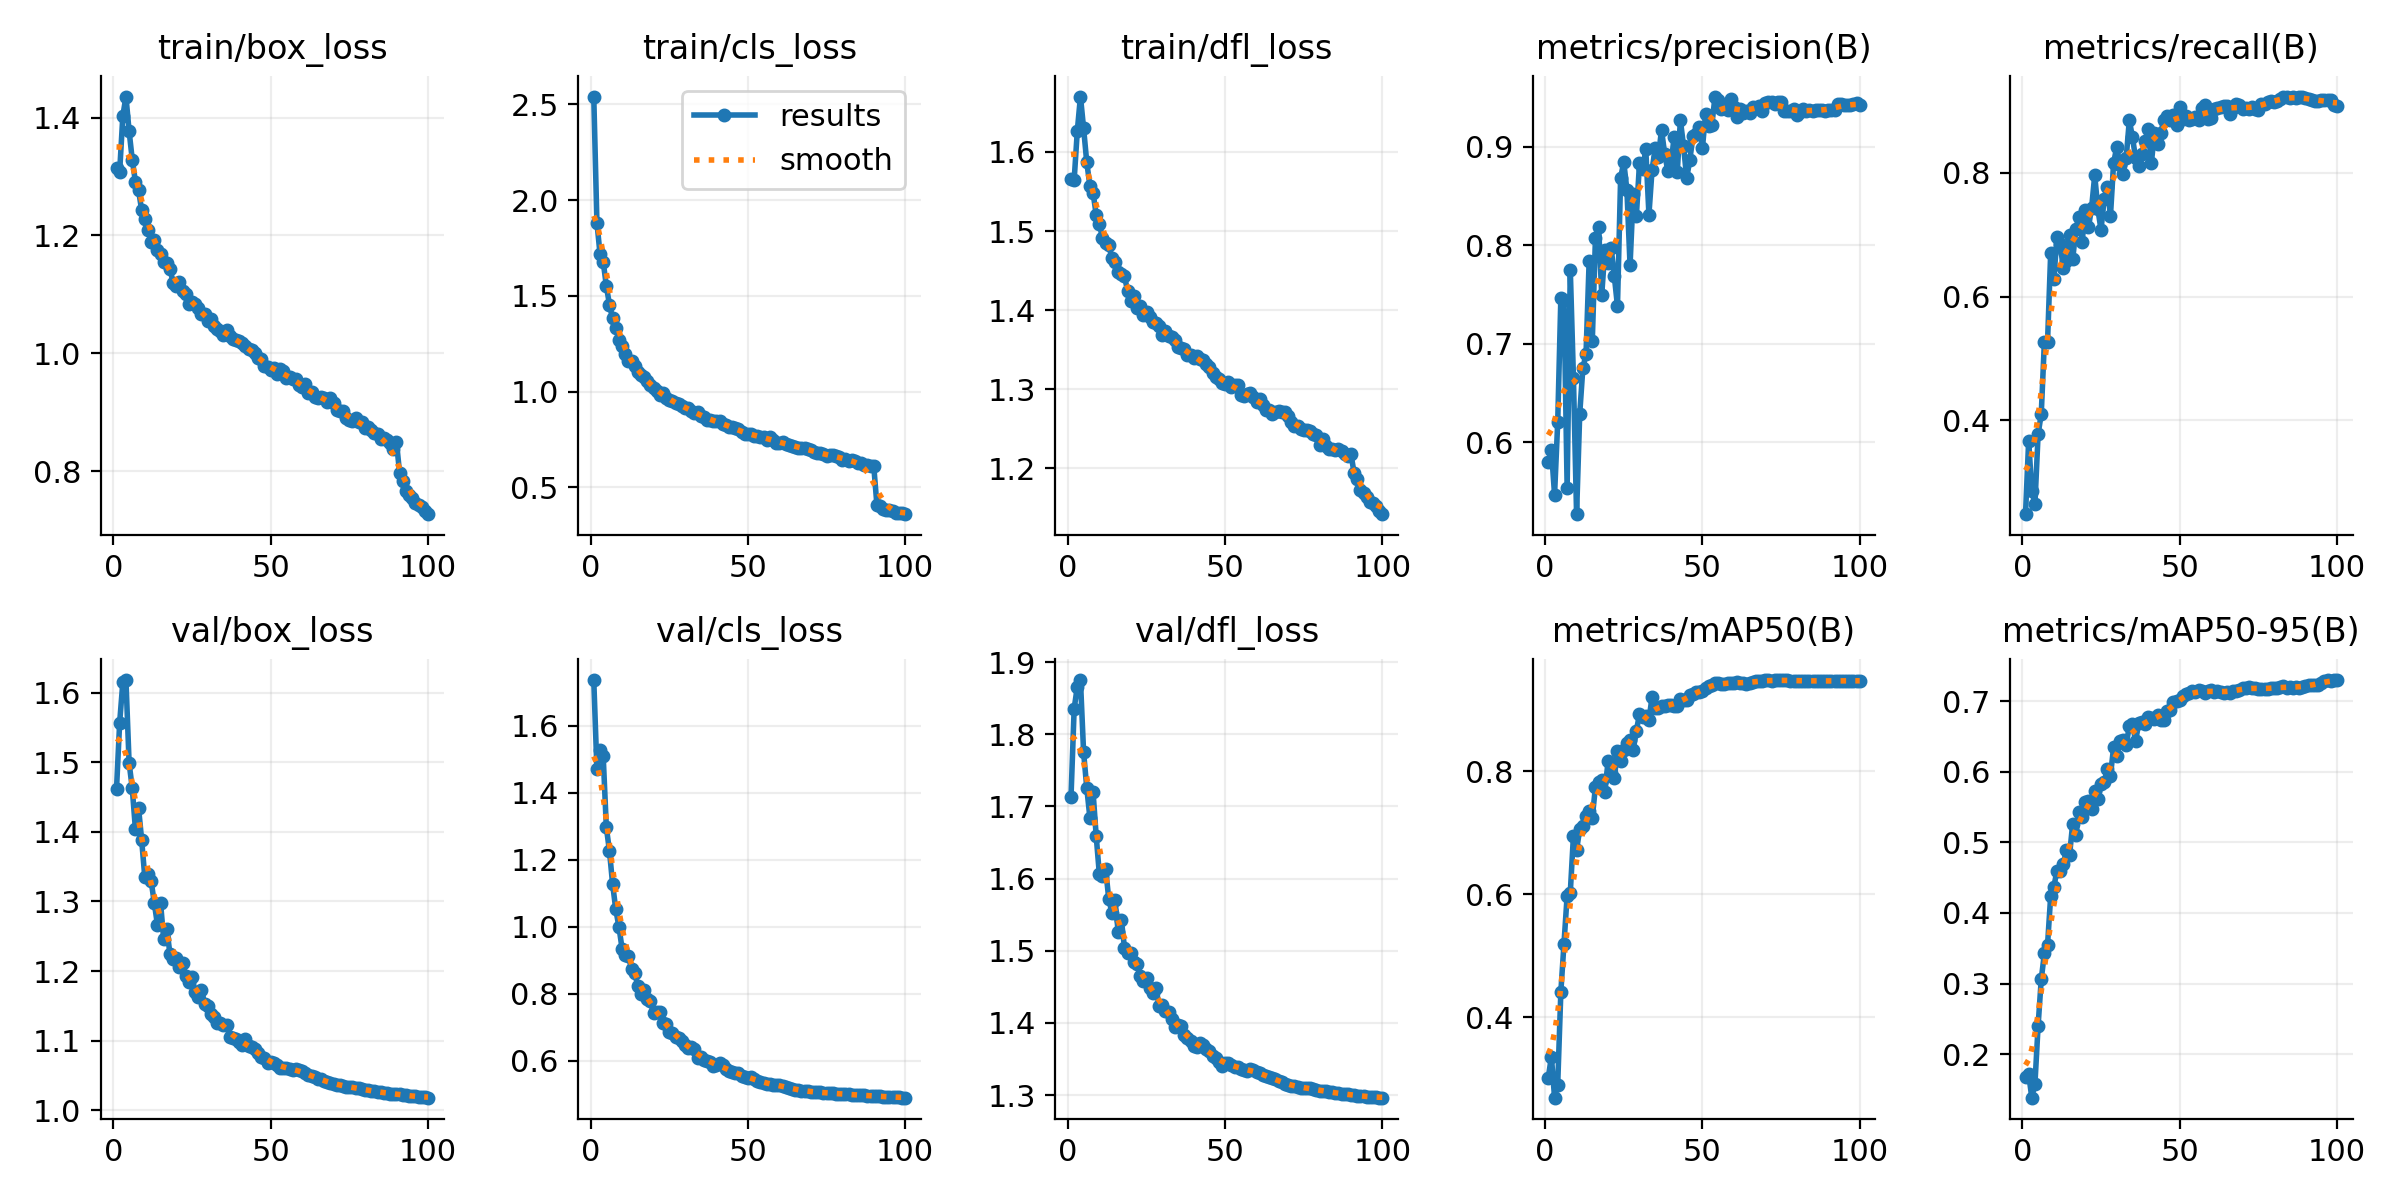 train/box_loss
1.4
1.2
1.0
0.8
0 50 100
train/cls_loss
results
smooth
2.5
2.0
1.5
1.0
0.5
0 50 100
train/dfl_loss
1.6
1.5
1.4
1.3
1.2
0 50 100
metrics/precision(B)
0.9
0.8
0.7
0.6
0 50 100
metrics/recall(B)
0.8
0.6
0.4
0 50 100
val/box_loss
1.6
1.5
1.4
1.3
1.2
1.1
1.0
0 50 100
val/cls_loss
1.6
1.4
1.2
1.0
0.8
0.6
0 50 100
val/dfl_loss
1.9
1.8
1.7
1.6
1.5
1.4
1.3
0 50 100
metrics/mAP50(B)
0.8
0.6
0.4
0 50 100
metrics/mAP50-95(B)
0.7
0.6
0.5
0.4
0.3
0.2
0 50 100